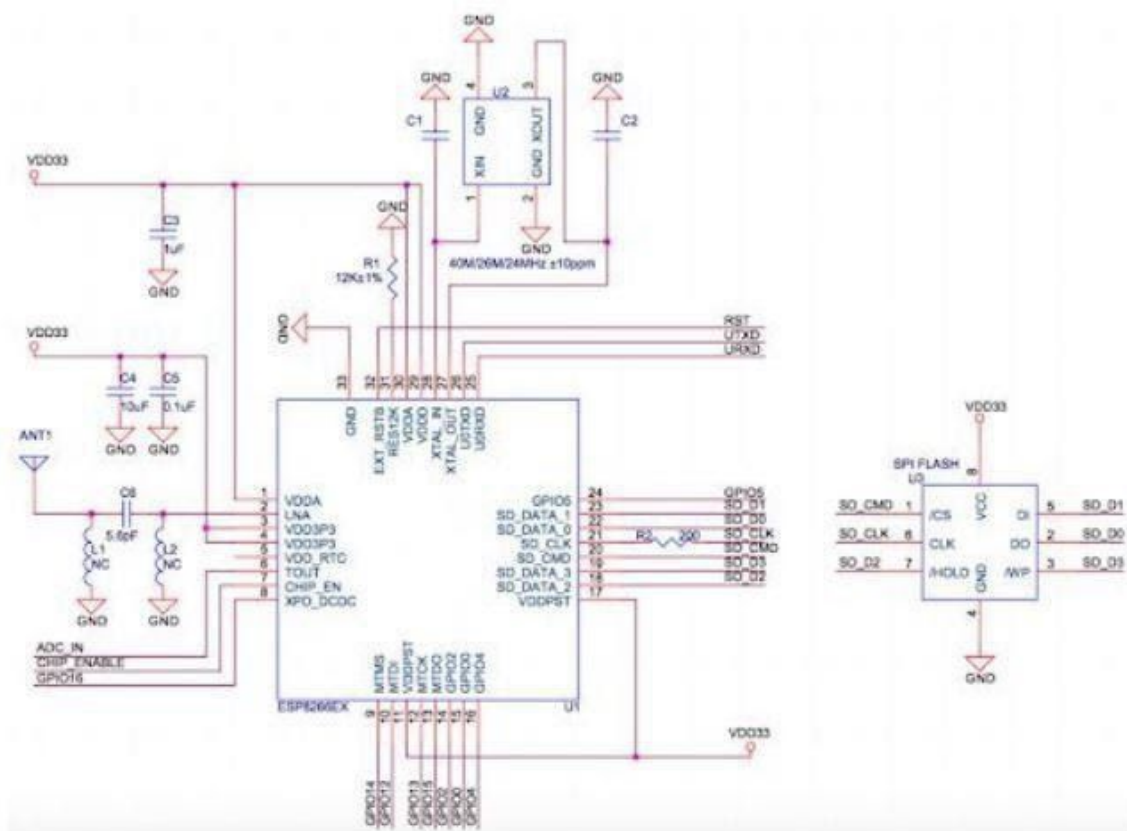 GND
GND
4
3
U2
GND
C1
GND
XOUT
C2
XIN
GND
1
2
GND
40M/26M/24MHz ±10ppm
VDD33
1uF
GND
GND
R1
12K±1%
GND
RST
UTXD
URXD
VDD33
C4
10uF
GND
C5
0.1uF
GND
33
32
31
30
29
28
27
26
25
GND
EXT_RSTB
RES12K
VDDA
VDDD
XTAL_IN
XTAL_OUT
U0TXD
U0RXD
ANT1
C6
5.6pF
L1
NC
GND
L2
NC
GND
1 VDDA
2 LNA
3 VDD3P3
4 VDD3P3
5 VDD_RTC
6 TOUT
7 CHIP_EN
8 XPD_DCDC
ADC_IN
CHIP_ENABLE
GPIO16
GPIO5 24 GPIO5
SD_DATA_1 23 SD_D1
SD_DATA_0 22 SD_D0
SD_CLK 21 R2 200 SD_CLK
SD_CMD 20 SD_CMD
SD_DATA_3 19 SD_D3
SD_DATA_2 18 SD_D2
VDDPST 17
MTMS
MTDI
VDDPST
MTCK
MTDO
GPIO2
GPIO0
GPIO4
ESP8266EX
U1
9
10
11
12
13
14
15
16
GPIO14
GPIO12
GPIO13
GPIO15
GPIO2
GPIO0
GPIO4
VDD33
VDD33
8
SPI FLASH
VCC
SD_CMD 1 /CS
SD_CLK 6 CLK
SD_D2 7 /HOLD
DI 5 SD_D1
DO 2 SD_D0
/WP 3 SD_D3
GND
4
GND